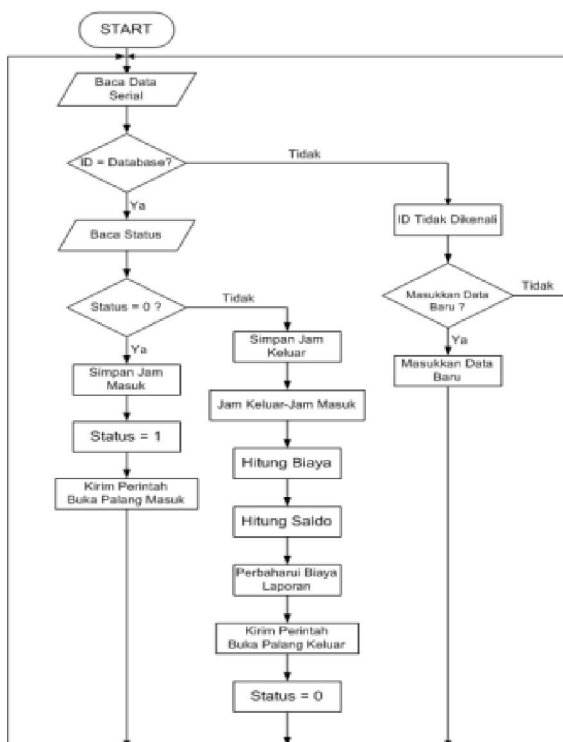 START
Baca Data
Serial
ID = Database?
Tidak
Ya
ID Tidak Dikenali
Baca Status
Masukkan Data
Baru ?
Tidak
Status = 0 ?
Tidak
Ya
Ya
Simpan Jam
Masuk
Simpan Jam
Keluar
Masukkan Data
Baru
Status = 1
Jam Keluar-Jam Masuk
Kirim Perintah
Buka Palang Masuk
Hitung Biaya
Hitung Saldo
Perbaharui Biaya
Laporan
Kirim Perintah
Buka Palang Keluar
Status = 0